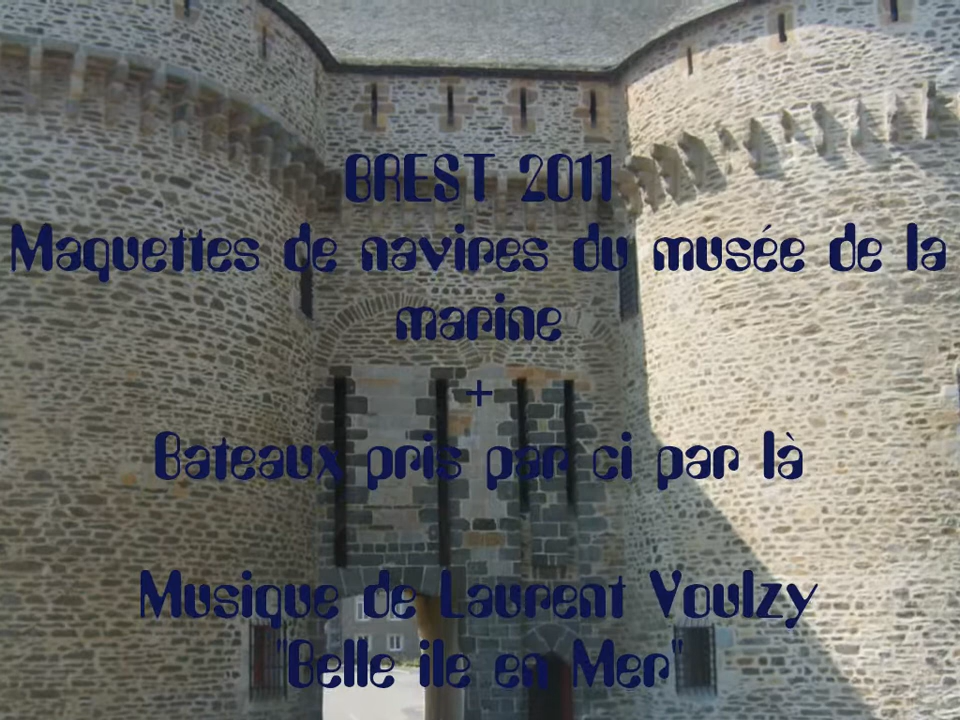 BREST 2011
Maquettes de navires du musée de la
marine
+
Bateaux pris par ci par là
Musique de Laurent Voulzy
"Belle ile en Mer"